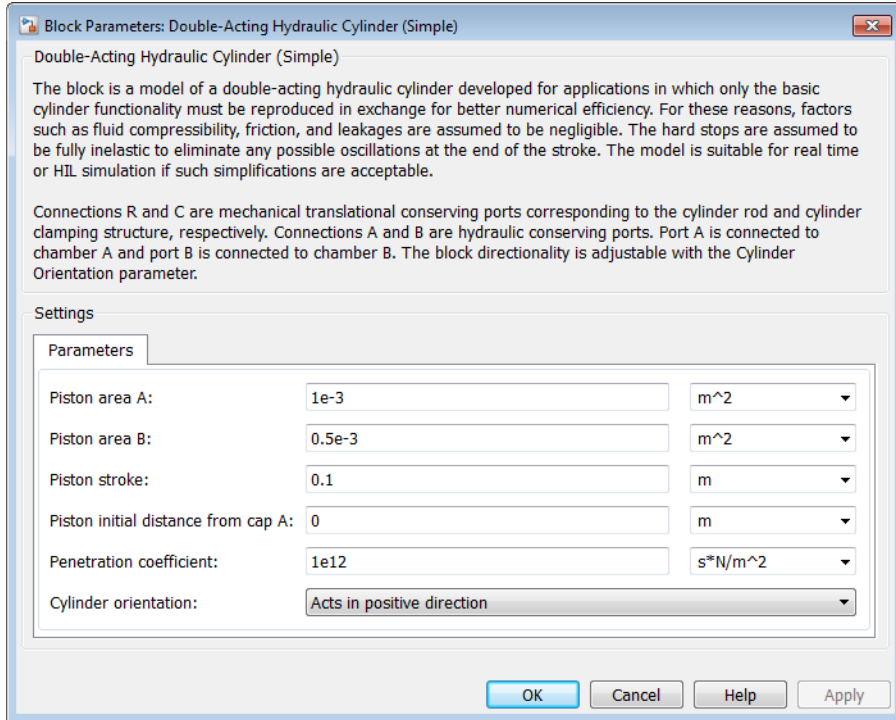 Block Parameters: Double-Acting Hydraulic Cylinder (Simple)
Double-Acting Hydraulic Cylinder (Simple)
The block is a model of a double-acting hydraulic cylinder developed for applications in which only the basic
cylinder functionality must be reproduced in exchange for better numerical efficiency. For these reasons, factors
such as fluid compressibility, friction, and leakages are assumed to be negligible. The hard stops are assumed to
be fully inelastic to eliminate any possible oscillations at the end of the stroke. The model is suitable for real time
or HIL simulation if such simplifications are acceptable.
Connections R and C are mechanical translational conserving ports corresponding to the cylinder rod and cylinder
clamping structure, respectively. Connections A and B are hydraulic conserving ports. Port A is connected to
chamber A and port B is connected to chamber B. The block directionality is adjustable with the Cylinder
Orientation parameter.
Settings
Parameters
Piston area A: 1e-3 m^2
Piston area B: 0.5e-3 m^2
Piston stroke: 0.1 m
Piston initial distance from cap A: 0 m
Penetration coefficient: 1e12 s*N/m^2
Cylinder orientation: Acts in positive direction
OK Cancel Help Apply